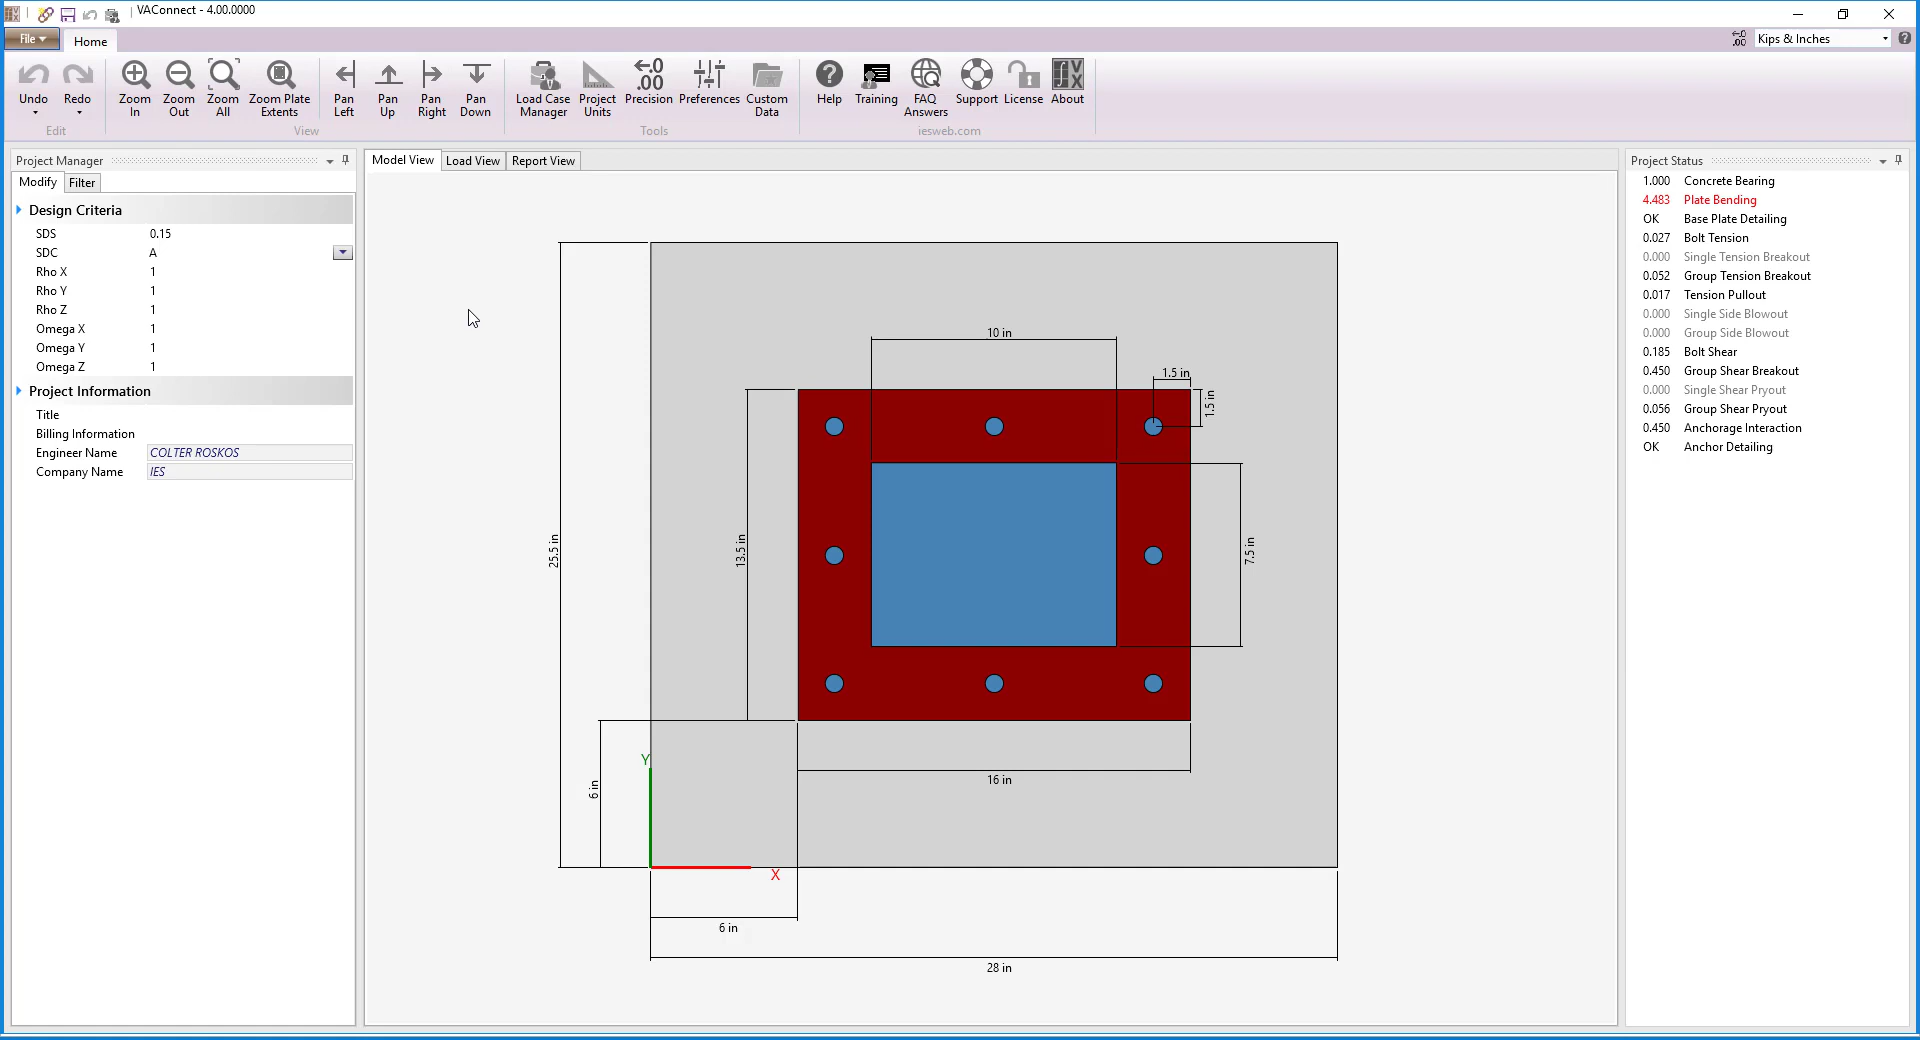 VAConnect - 4.00.0000
File
Home
Kips & Inches
Undo
Redo
Zoom In
Zoom Out
Zoom All
Zoom Plate Extents
Pan Left
Pan Up
Pan Right
Pan Down
Load Case Manager
Project Units
Precision
Preferences
Custom Data
Help
Training
FAQ Answers
Support
License
About
Edit
View
Tools
iesweb.com
Project Manager
Modify
Filter
Design Criteria
SDS 0.15
SDC A
Rho X 1
Rho Y 1
Rho Z 1
Omega X 1
Omega Y 1
Omega Z 1
Project Information
Title
Billing Information
Engineer Name COLTER ROSKOS
Company Name IES
Model View
Load View
Report View
10 in
1.5 in
1.5 in
25.5 in
13.5 in
7.5 in
6 in
Y
X
16 in
6 in
28 in
Project Status
1.000 Concrete Bearing
4.483 Plate Bending
OK Base Plate Detailing
0.027 Bolt Tension
0.000 Single Tension Breakout
0.052 Group Tension Breakout
0.017 Tension Pullout
0.000 Single Side Blowout
0.000 Group Side Blowout
0.185 Bolt Shear
0.450 Group Shear Breakout
0.000 Single Shear Pryout
0.056 Group Shear Pryout
0.450 Anchorage Interaction
OK Anchor Detailing